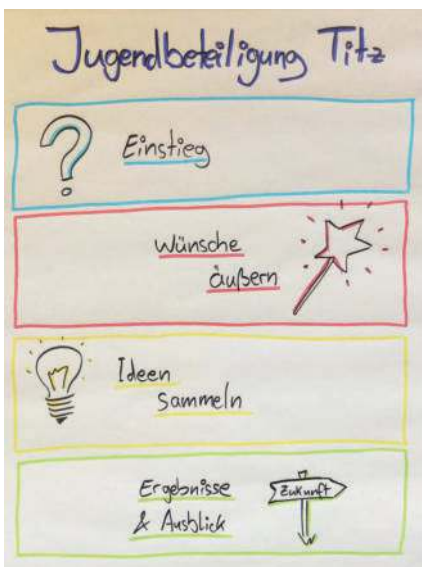 Jugendbeteiligung Titz
Einstieg
Wünsche
äußern
Ideen
Sammeln
Ergebnisse
& Ausblick
Zukunft